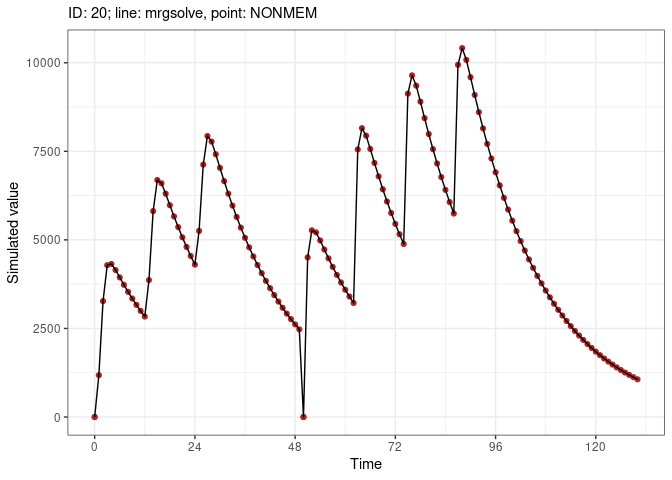 ID: 20; line: mrgsolve, point: NONMEM
10000
7500
5000
2500
0
Simulated value
0 24 48 72 96 120
Time